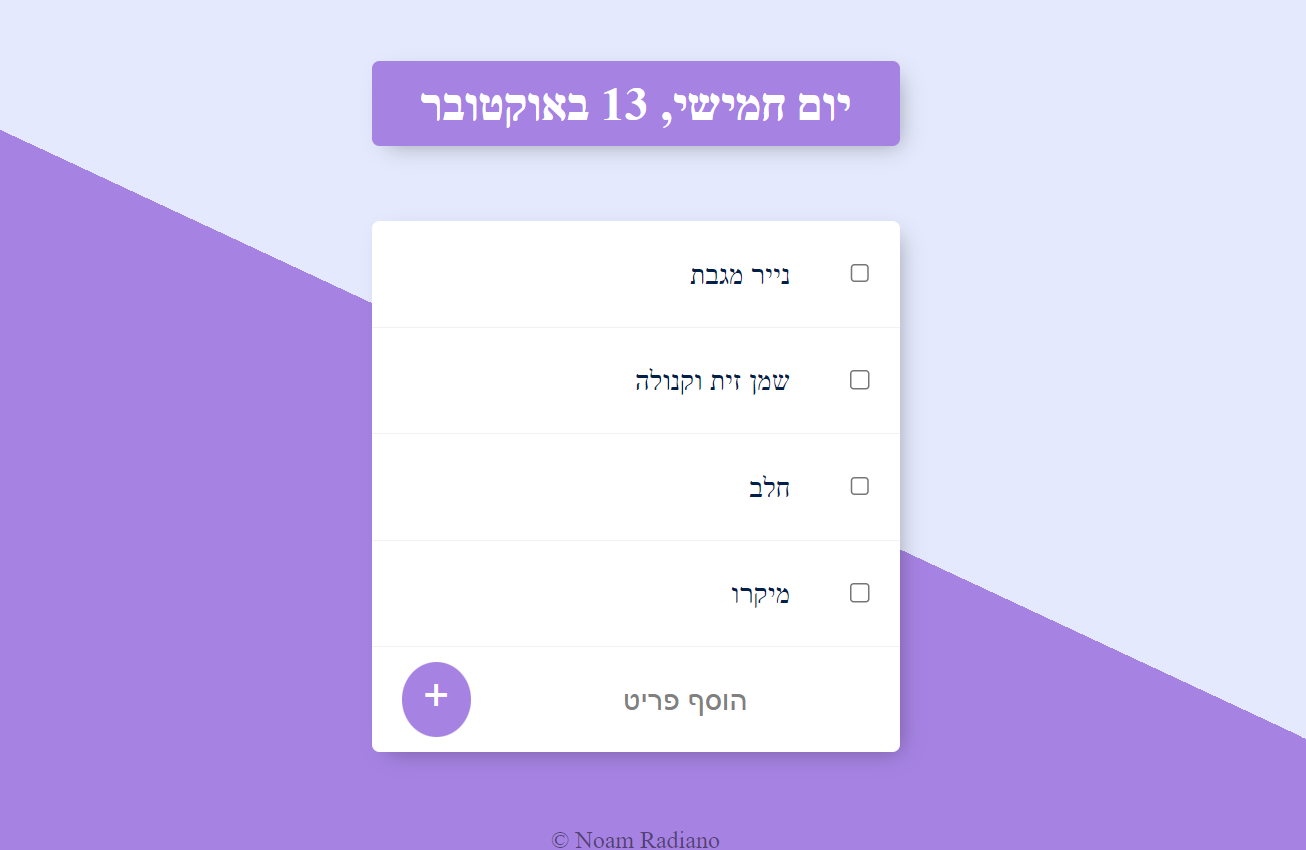 יום חמישי, 13 באוקטובר
נייר מגבת
שמן זית וקנולה
חלב
מיקרו
הוסף פריט
+
© Noam Radiano